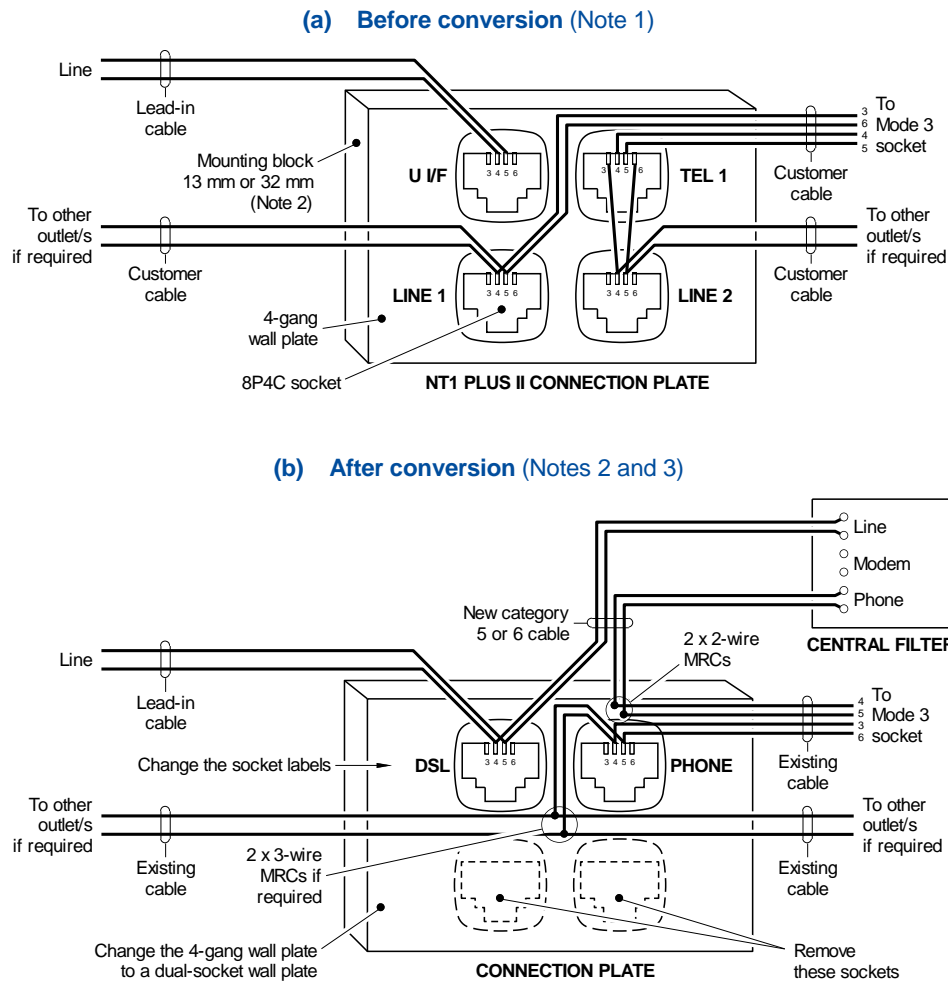 (a) Before conversion (Note 1)
Line
Lead-in
cable
Mounting block
13 mm or 32 mm
(Note 2)
To other
outlet/s
if required
Customer
cable
4-gang
wall plate
8P4C socket
U I/F
3 4 5 6
TEL 1
3 4 5 6
LINE 1
3 4 5 6
LINE 2
3 4 5 6
3
6
4
5
To
Mode 3
socket
Customer
cable
To other
outlet/s
if required
Customer
cable
NT1 PLUS II CONNECTION PLATE
(b) After conversion (Notes 2 and 3)
Line
Modem
Phone
CENTRAL FILTER
New category
5 or 6 cable
2 x 2-wire
MRCs
Line
Lead-in
cable
4
5
3
6
To
Mode 3
socket
Existing
cable
Change the socket labels
DSL
3 4 5 6
PHONE
3 4 5 6
To other
outlet/s
if required
Existing
cable
2 x 3-wire
MRCs if
required
To other
outlet/s
if required
Existing
cable
Change the 4-gang wall plate
to a dual-socket wall plate
CONNECTION PLATE
Remove
these sockets